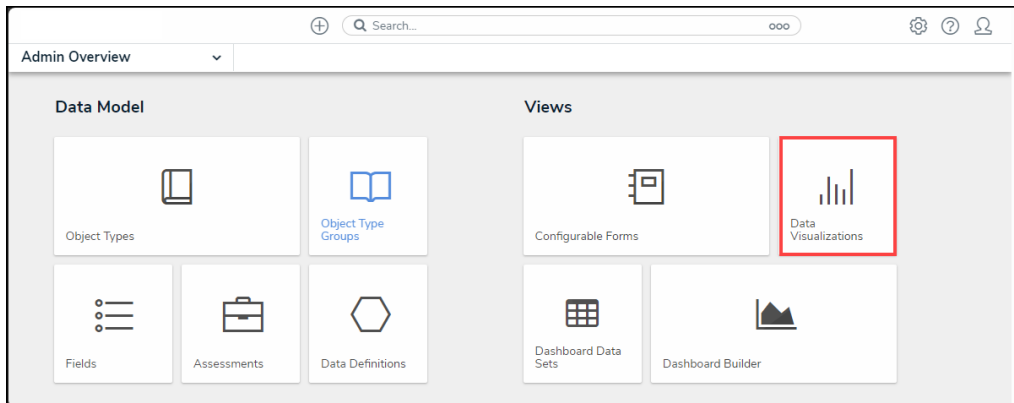 Search...
Admin Overview
Data Model
Views
Object Types
Object Type
Groups
Configurable Forms
Data
Visualizations
Fields
Assessments
Data Definitions
Dashboard Data
Sets
Dashboard Builder